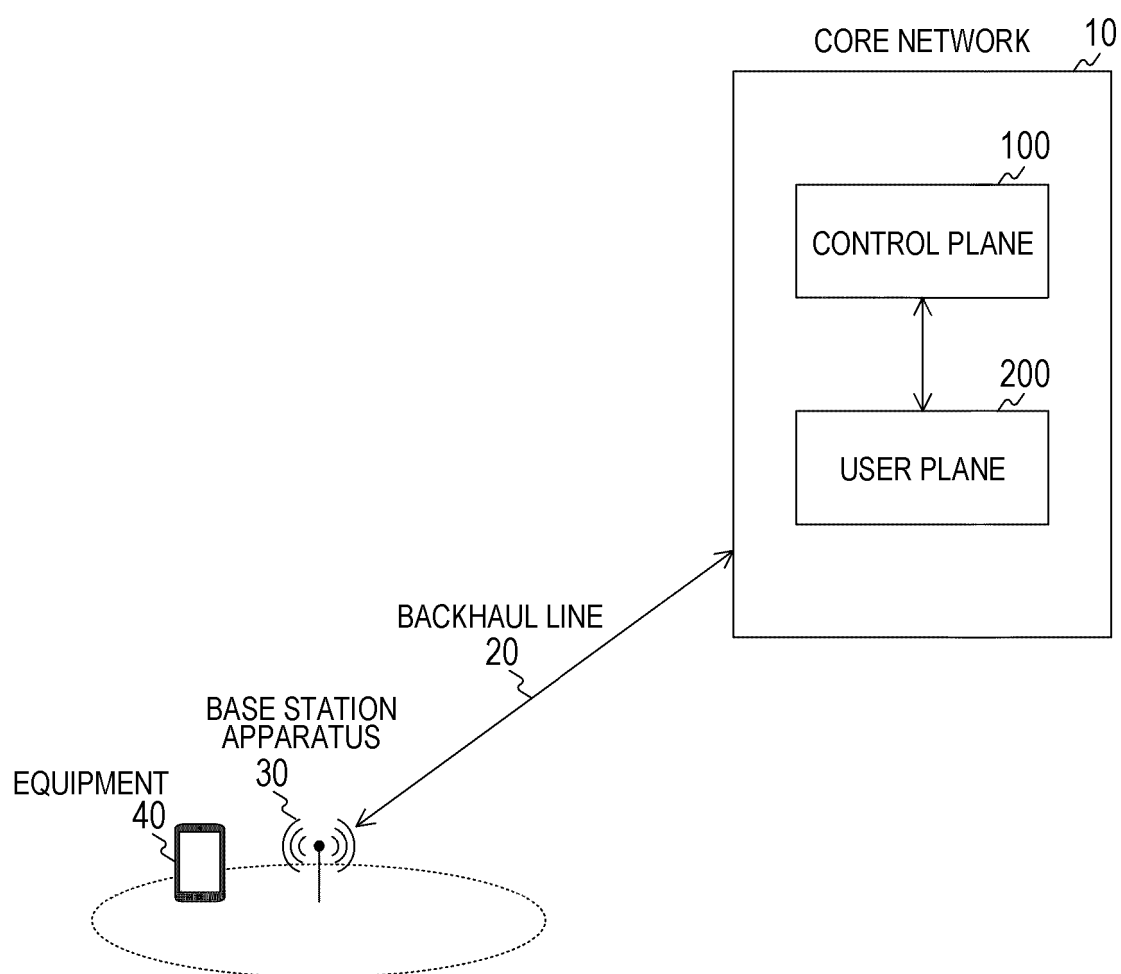 CORE NETWORK
10
100
CONTROL PLANE
200
USER PLANE
BACKHAUL LINE
20
BASE STATION
APPARATUS
30
EQUIPMENT
40